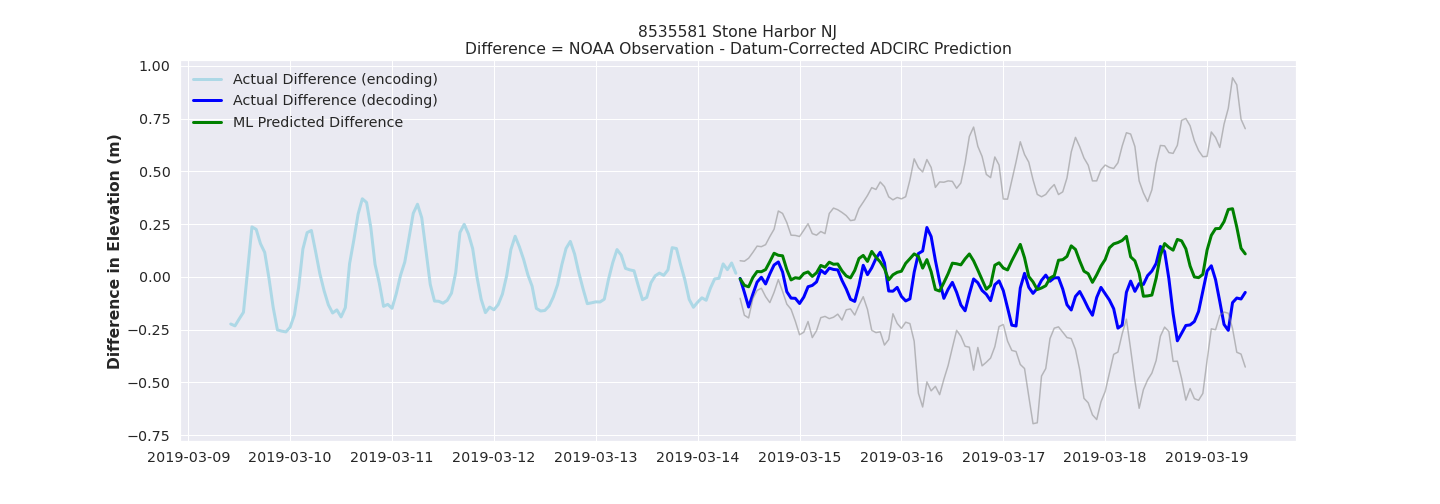 8535581 Stone Harbor NJ
Difference = NOAA Observation - Datum-Corrected ADCIRC Prediction
Difference in Elevation (m)
1.00
0.75
0.50
0.25
0.00
−0.25
−0.50
−0.75
Actual Difference (encoding)
Actual Difference (decoding)
ML Predicted Difference
2019-03-09 2019-03-10 2019-03-11 2019-03-12 2019-03-13 2019-03-14 2019-03-15 2019-03-16 2019-03-17 2019-03-18 2019-03-19